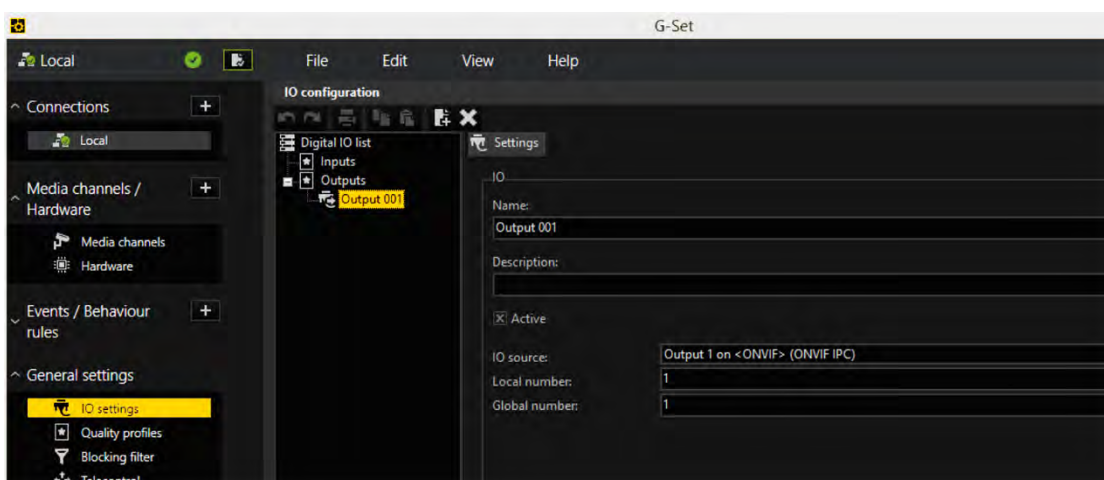 G-Set
Local
File Edit View Help
Connections
Local
Media channels /
Hardware
Media channels
Hardware
Events / Behaviour
rules
General settings
IO settings
Quality profiles
Blocking filter
Telecontrol
IO configuration
Digital IO list
Inputs
Outputs
Output 001
Settings
IO
Name:
Output 001
Description:
Active
IO source: Output 1 on <ONVIF> (ONVIF IPC)
Local number: 1
Global number: 1